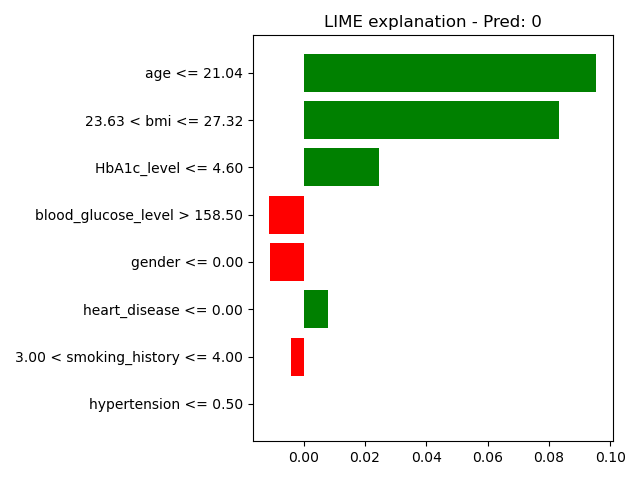 LIME explanation - Pred: 0
age <= 21.04
23.63 < bmi <= 27.32
HbA1c_level <= 4.60
blood_glucose_level > 158.50
gender <= 0.00
heart_disease <= 0.00
3.00 < smoking_history <= 4.00
hypertension <= 0.50
0.00 0.02 0.04 0.06 0.08 0.10